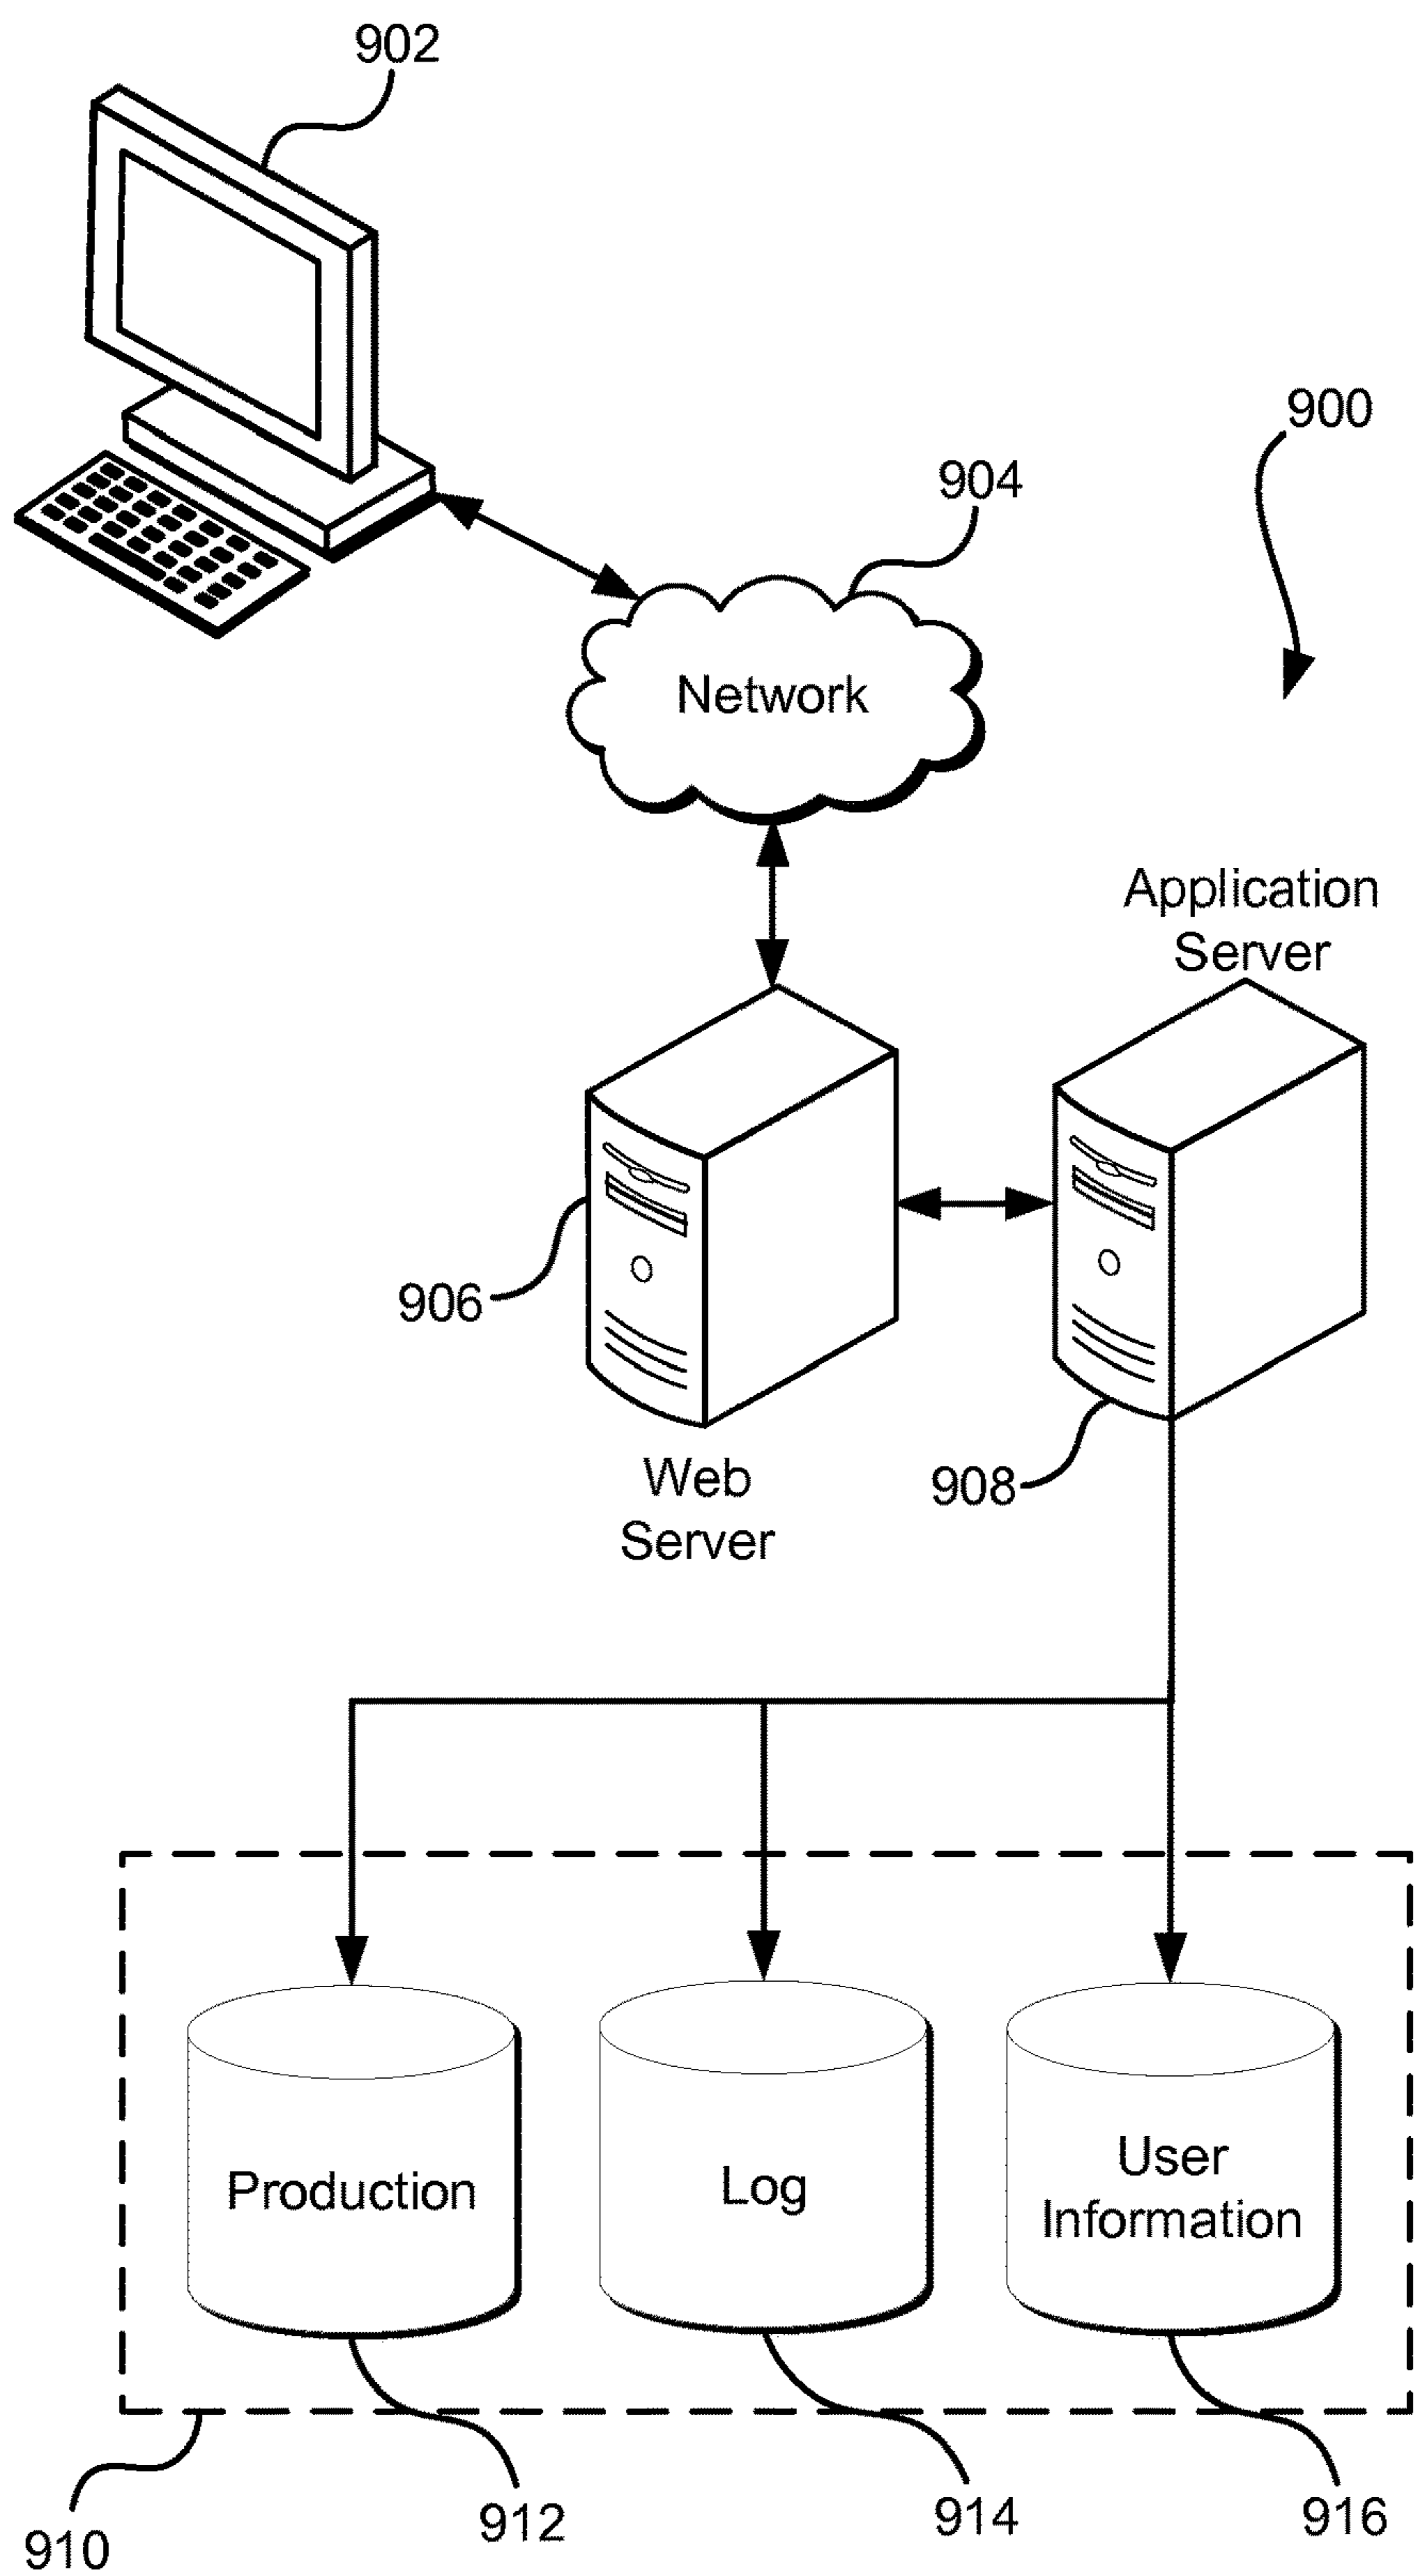 902
900
904
Network
Application
Server
906
908
Web
Server
Production
Log
User
Information
910
912
914
916